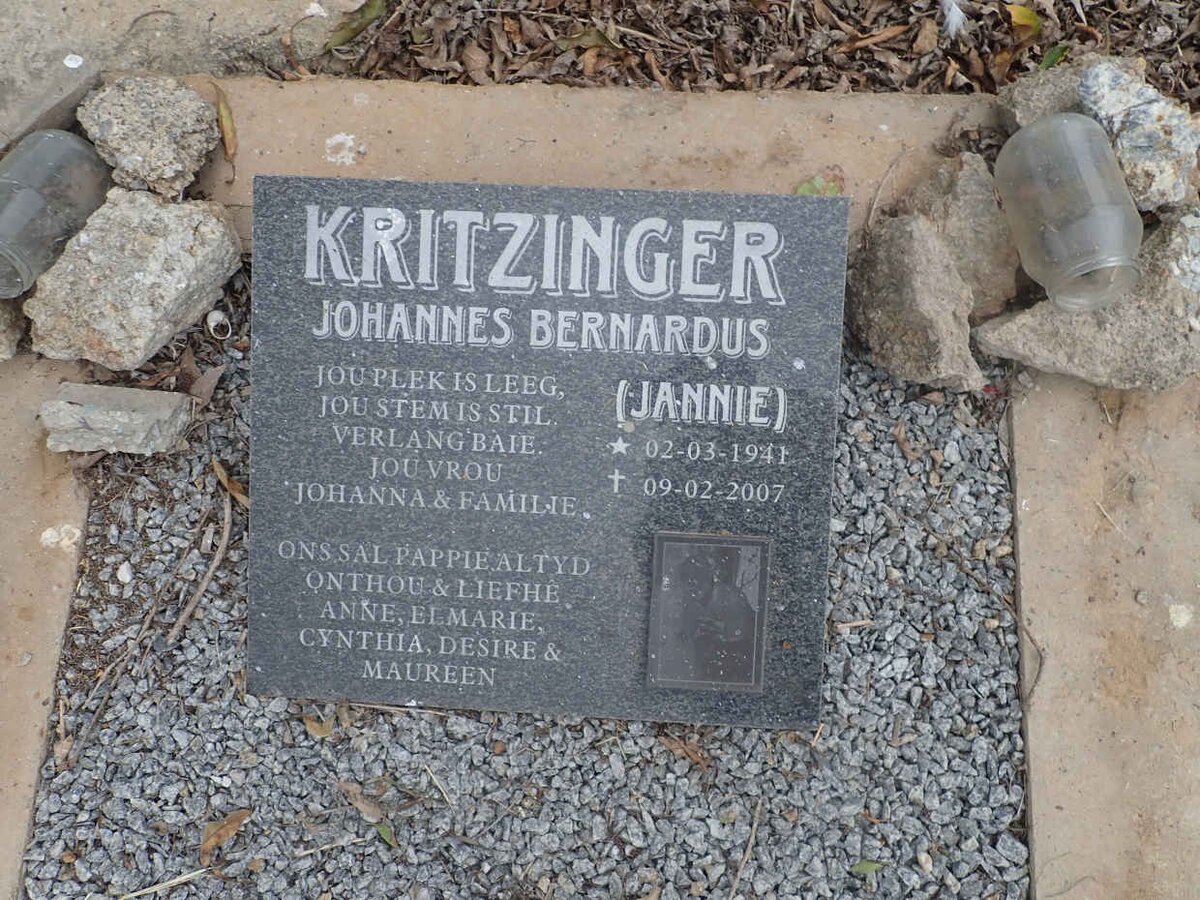 KRITZINGER
JOHANNES BERNARDUS
(JANNIE)
★ 02-03-1941
✝ 09-02-2007
JOU PLEK IS LEEG,
JOU STEM IS STIL.
VERLANG BAIE.
JOU VROU
JOHANNA & FAMILIE.
ONS SAL PAPPIE ALTYD
ONTHOU & LIEFHÊ
ANNE, ELMARIE,
CYNTHIA, DESIRE &
MAUREEN